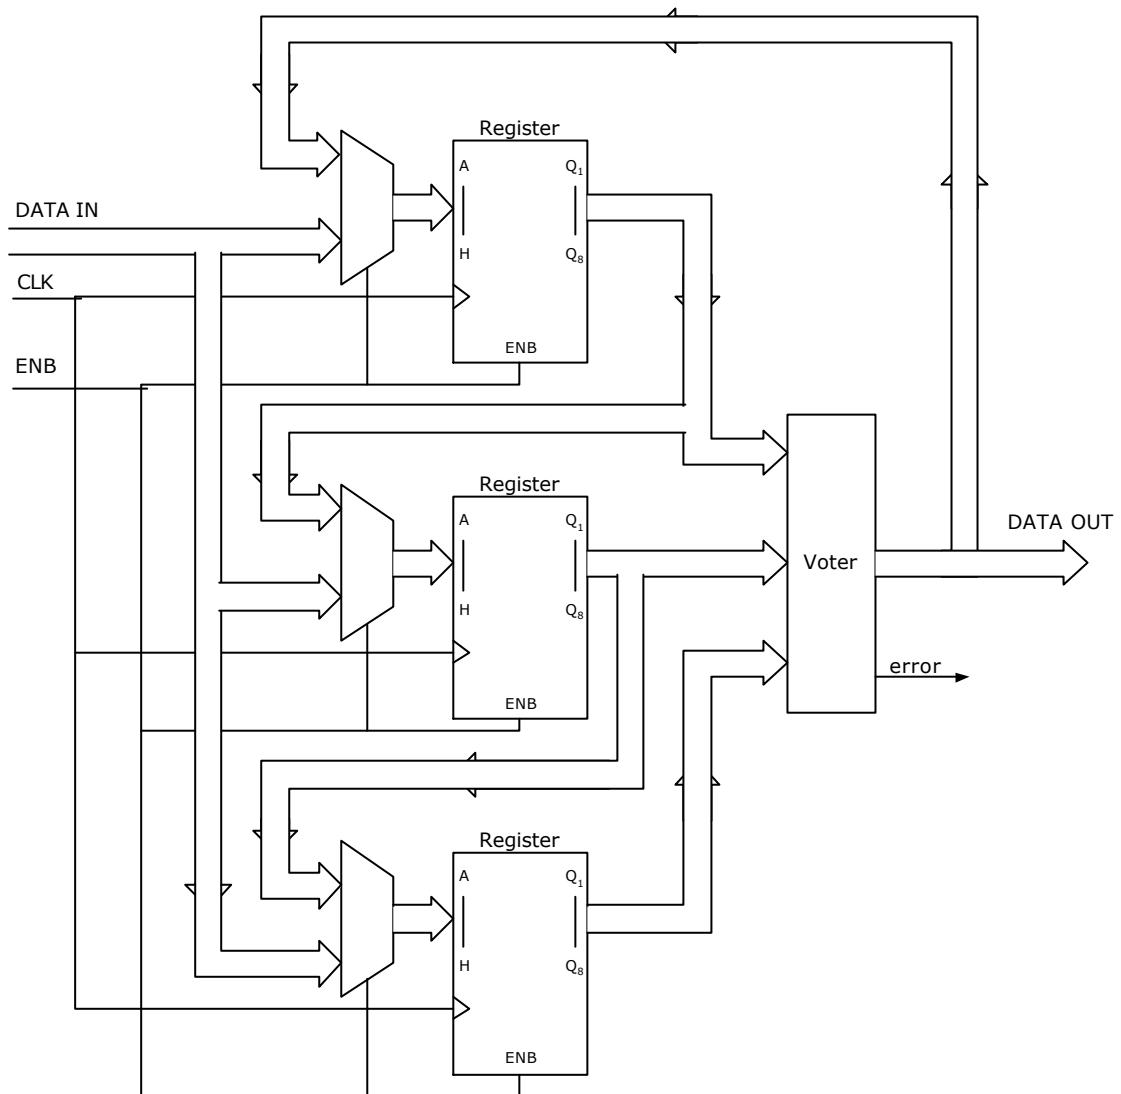 Register
A Q1
DATA IN
H Q8
CLK
ENB
ENB
Register
A Q1
DATA OUT
Voter
H Q8
error
ENB
Register
A Q1
H Q8
ENB